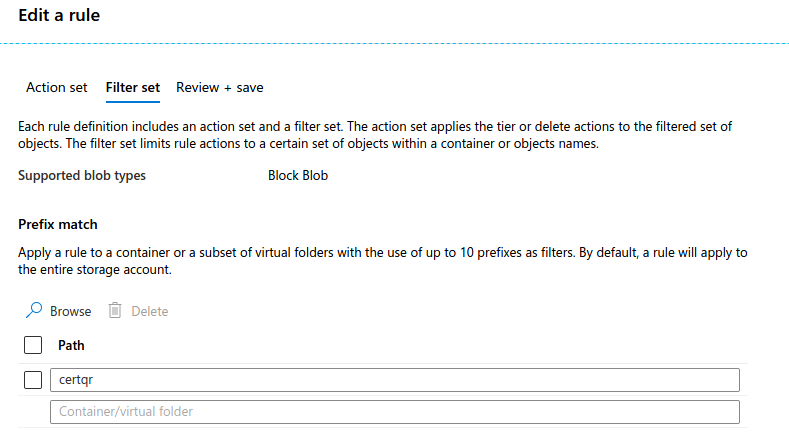 Edit a rule
Action set Filter set Review + save
Each rule definition includes an action set and a filter set. The action set applies the tier or delete actions to the filtered set of
objects. The filter set limits rule actions to a certain set of objects within a container or objects names.
Supported blob types Block Blob
Prefix match
Apply a rule to a container or a subset of virtual folders with the use of up to 10 prefixes as filters. By default, a rule will apply to
the entire storage account.
Browse Delete
Path
certqr
Container/virtual folder